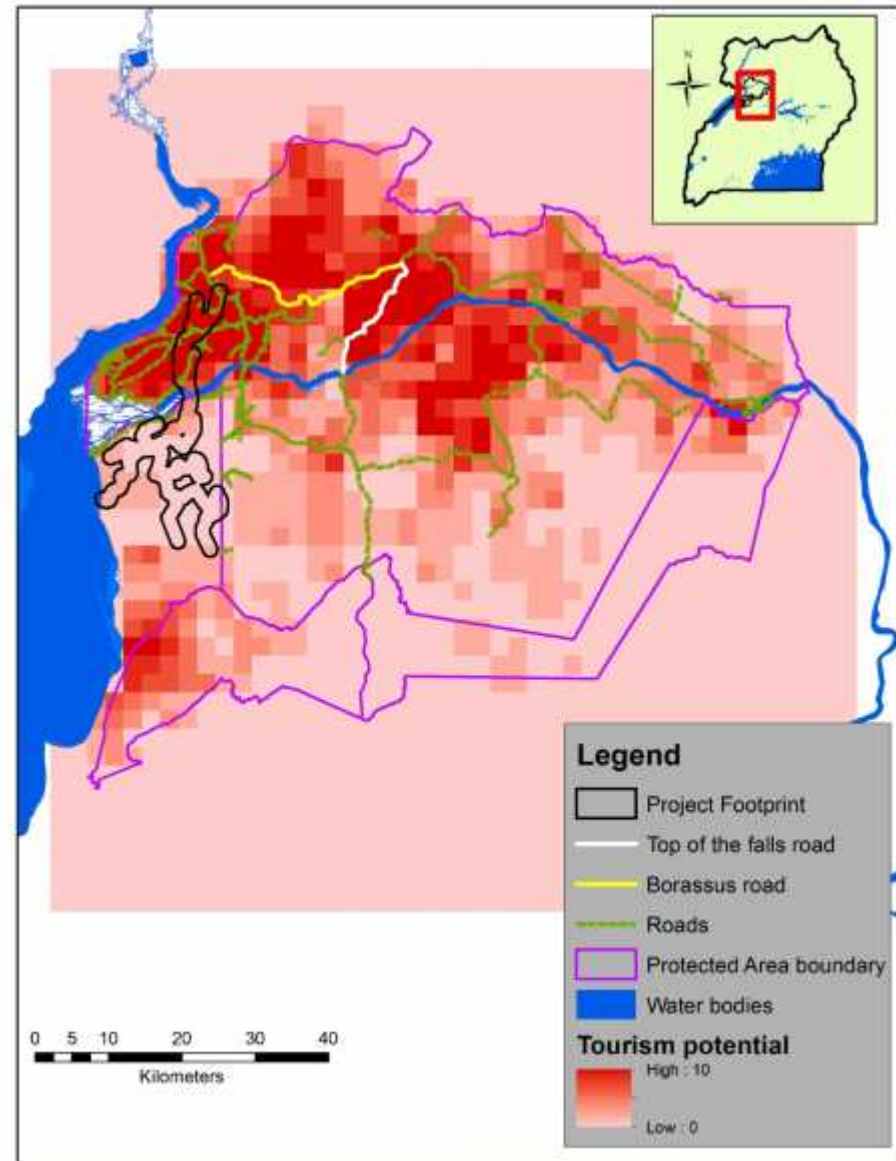 N
Legend
Project Footprint
Top of the falls road
Borassus road
Roads
Protected Area boundary
Water bodies
Tourism potential
High : 10
Low : 0
0 5 10 20 30 40
Kilometers